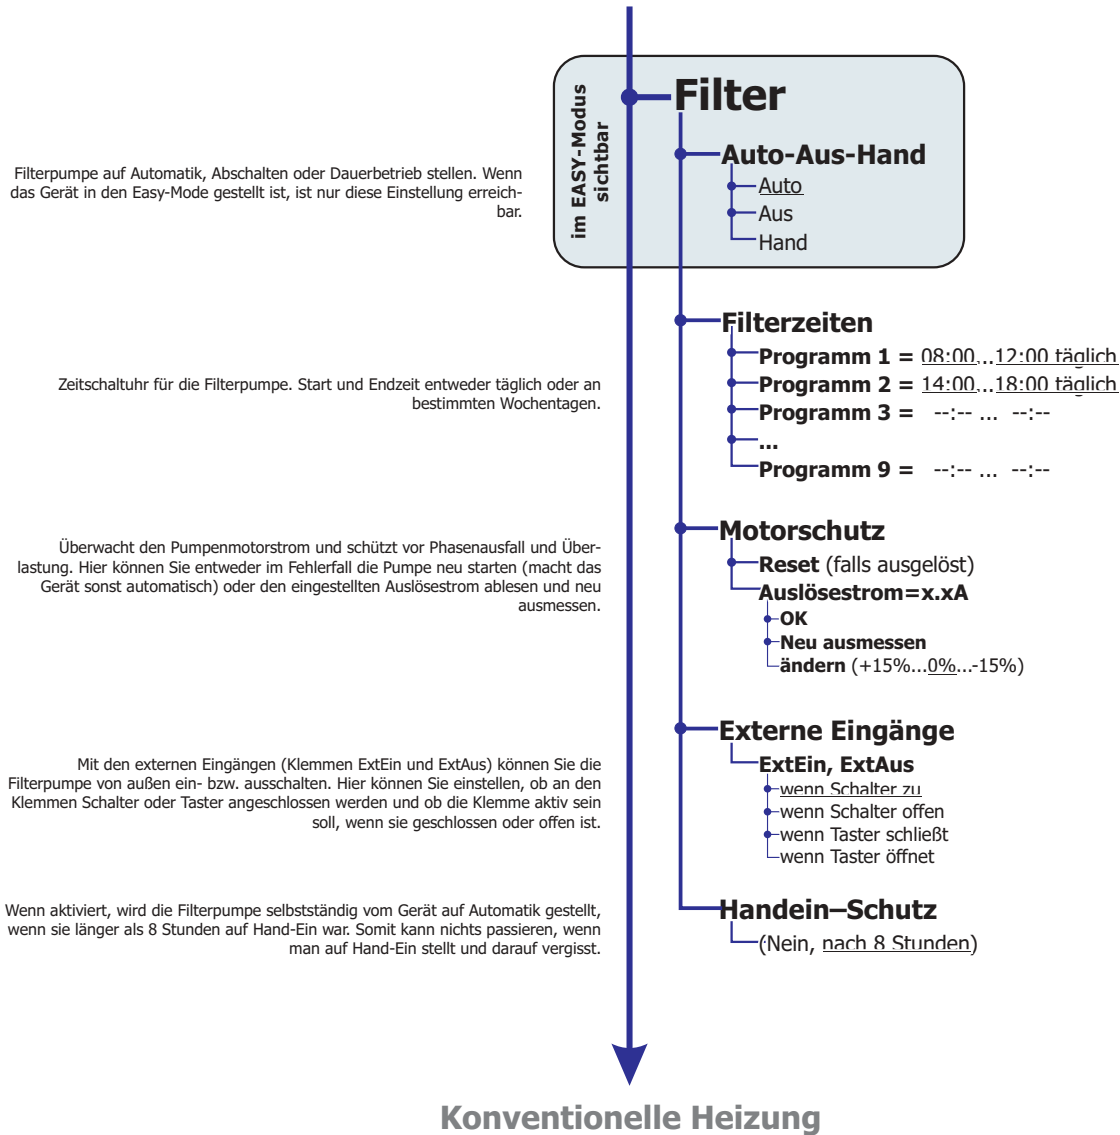 im EASY-Modus
sichtbar
Filter
Auto-Aus-Hand
Auto
Aus
Hand
Filterpumpe auf Automatik, Abschalten oder Dauerbetrieb stellen. Wenn
das Gerät in den Easy-Mode gestellt ist, ist nur diese Einstellung erreich-
bar.
Filterzeiten
Programm 1 = 08:00...12:00 täglich
Programm 2 = 14:00...18:00 täglich
Programm 3 = --:-- ... --:--
...
Programm 9 = --:-- ... --:--
Zeitschaltuhr für die Filterpumpe. Start und Endzeit entweder täglich oder an
bestimmten Wochentagen.
Motorschutz
Reset (falls ausgelöst)
Auslösestrom=x.xA
OK
Neu ausmessen
ändern (+15%...0%...-15%)
Überwacht den Pumpenmotorstrom und schützt vor Phasenausfall und Über-
lastung. Hier können Sie entweder im Fehlerfall die Pumpe neu starten (macht das
Gerät sonst automatisch) oder den eingestellten Auslösestrom ablesen und neu
ausmessen.
Externe Eingänge
ExtEin, ExtAus
wenn Schalter zu
wenn Schalter offen
wenn Taster schließt
wenn Taster öffnet
Mit den externen Eingängen (Klemmen ExtEin und ExtAus) können Sie die
Filterpumpe von außen ein- bzw. ausschalten. Hier können Sie einstellen, ob an den
Klemmen Schalter oder Taster angeschlossen werden und ob die Klemme aktiv sein
soll, wenn sie geschlossen oder offen ist.
Handein–Schutz
(Nein, nach 8 Stunden)
Wenn aktiviert, wird die Filterpumpe selbstständig vom Gerät auf Automatik gestellt,
wenn sie länger als 8 Stunden auf Hand-Ein war. Somit kann nichts passieren, wenn
man auf Hand-Ein stellt und darauf vergisst.
Konventionelle Heizung